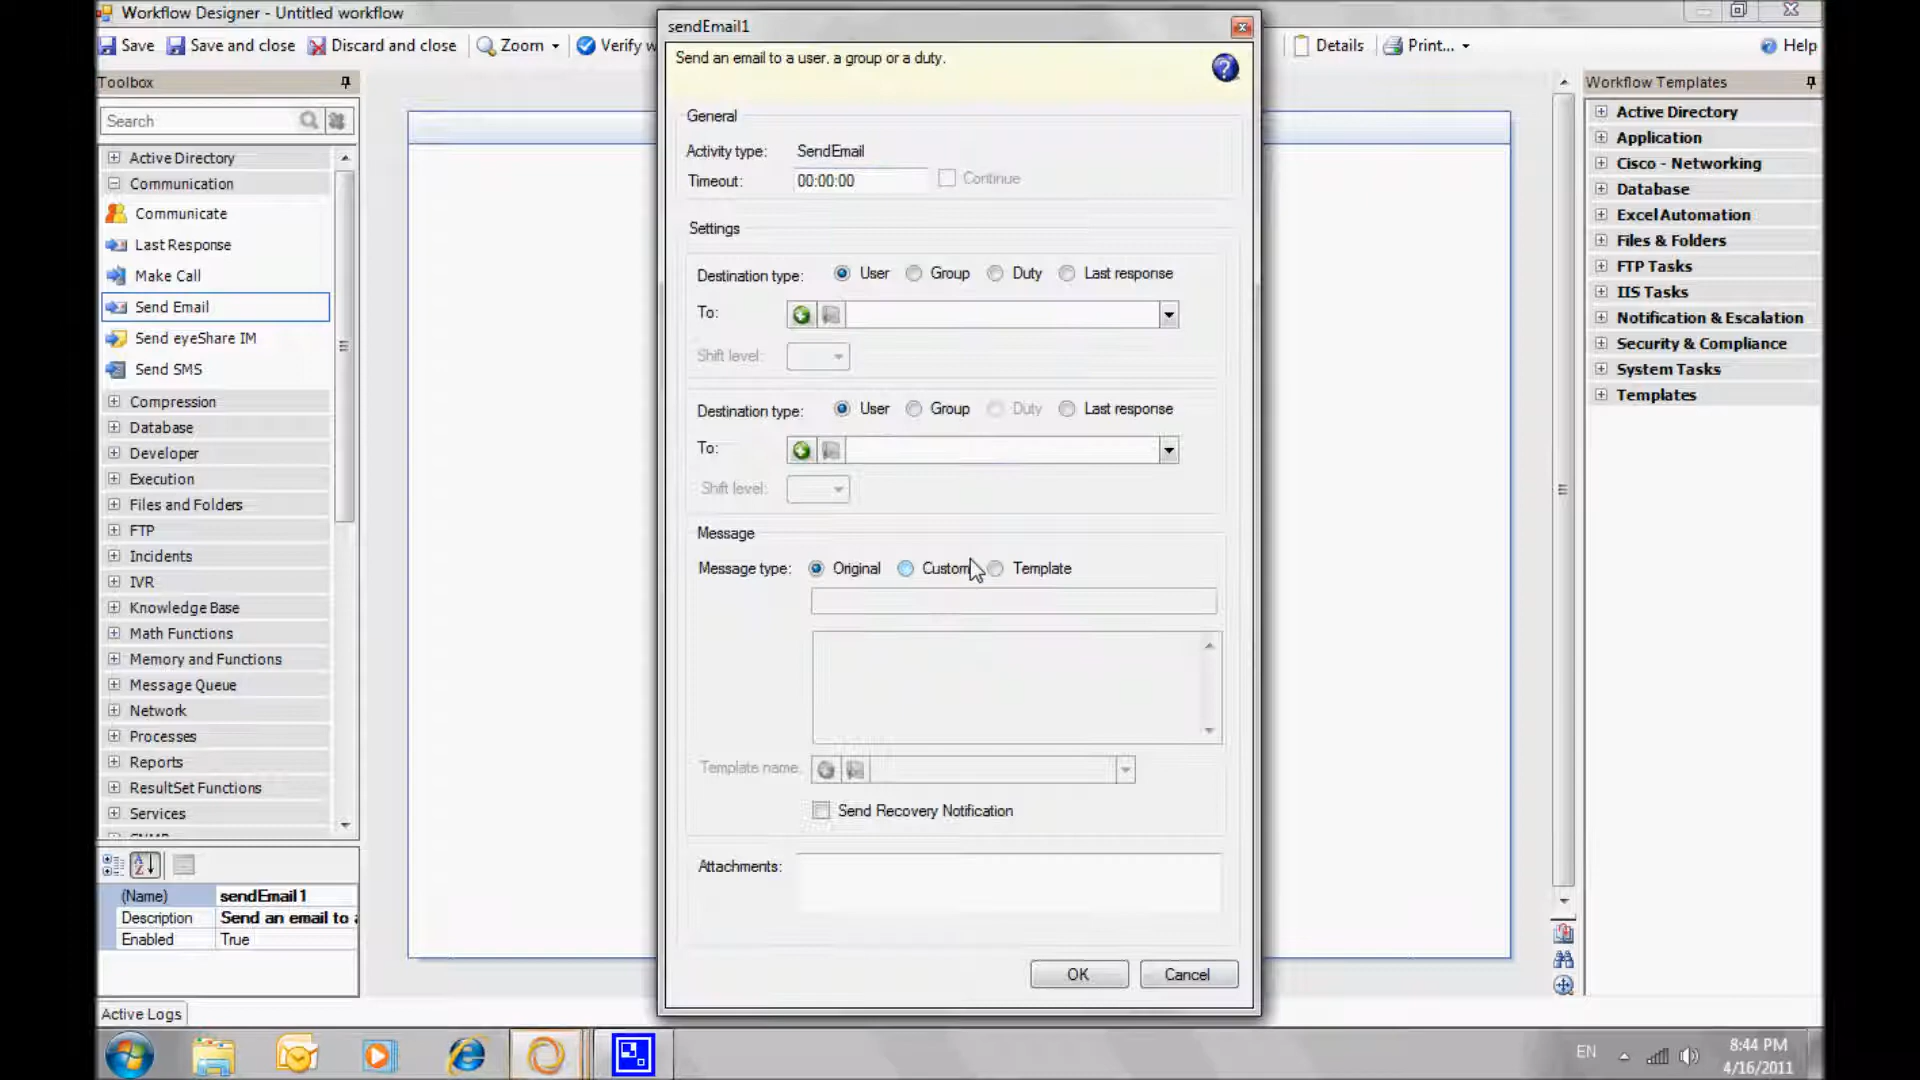 Workflow Designer - Untitled workflow
Save
Save and close
Discard and close
Zoom
Verify w
Details
Print...
Help
Toolbox
Search
Active Directory
Communication
Communicate
Last Response
Make Call
Send Email
Send eyeShare IM
Send SMS
Compression
Database
Developer
Execution
Files and Folders
FTP
Incidents
IVR
Knowledge Base
Math Functions
Memory and Functions
Message Queue
Network
Processes
Reports
ResultSet Functions
Services
(Name) sendEmail1
Description Send an email to a
Enabled True
Active Logs
sendEmail1
Send an email to a user, a group or a duty.
General
Activity type: SendEmail
Timeout: 00:00:00 Continue
Settings
Destination type: User Group Duty Last response
To:
Shift level:
Destination type: User Group Duty Last response
To:
Shift level:
Message
Message type: Original Custom Template
Template name:
Send Recovery Notification
Attachments:
OK
Cancel
Workflow Templates
Active Directory
Application
Cisco - Networking
Database
Excel Automation
Files & Folders
FTP Tasks
IIS Tasks
Notification & Escalation
Security & Compliance
System Tasks
Templates
EN
8:44 PM
4/16/2011